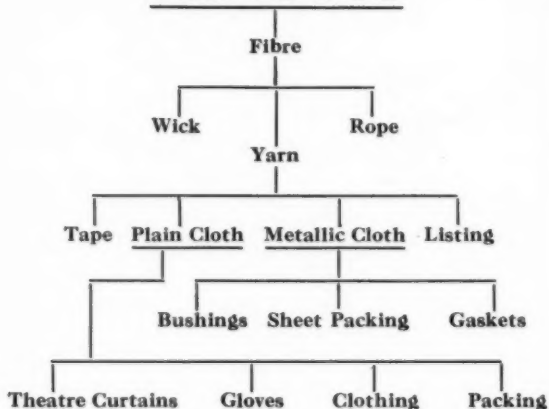 Fibre
Wick Rope
Yarn
Tape Plain Cloth Metallic Cloth Listing
Bushings Sheet Packing Gaskets
Theatre Curtains Gloves Clothing Packing